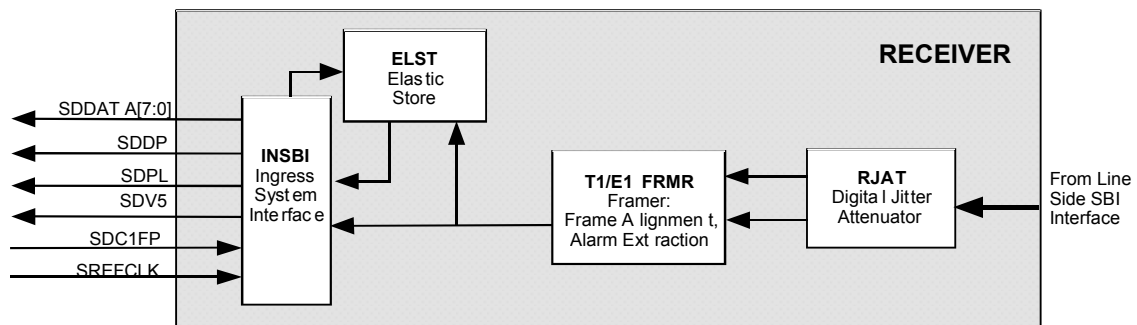 RECEIVER
ELST
Elastic
Store
SDDATA[7:0]
SDDP
SDPL
SDV5
SDC1FP
SREFCLK
INSBI
Ingress
System
Interface
T1/E1 FRMR
Framer:
Frame Alignment,
Alarm Extraction
RJAT
Digital Jitter
Attenuator
From Line
Side SBI
Interface